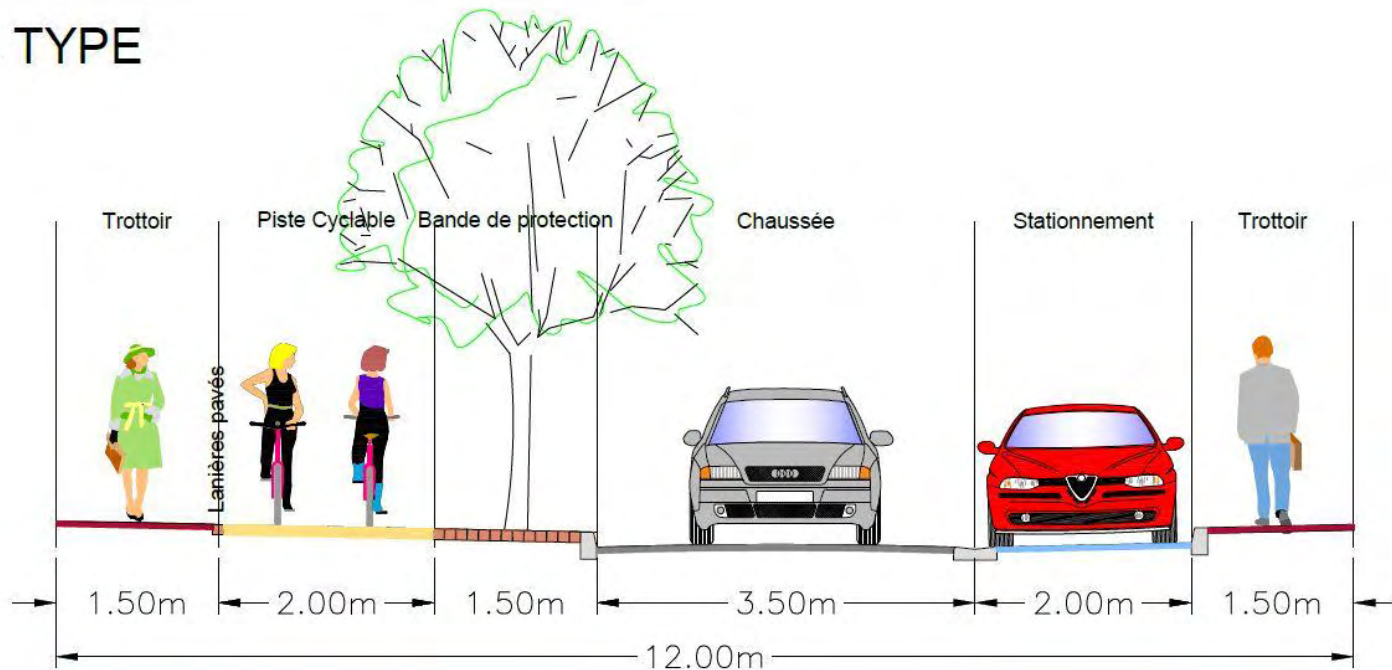 TYPE
Trottoir
Piste Cyclable
Bande de protection
Chaussée
Stationnement
Trottoir
Lanières pavés
1.50m
2.00m
1.50m
3.50m
2.00m
1.50m
12.00m